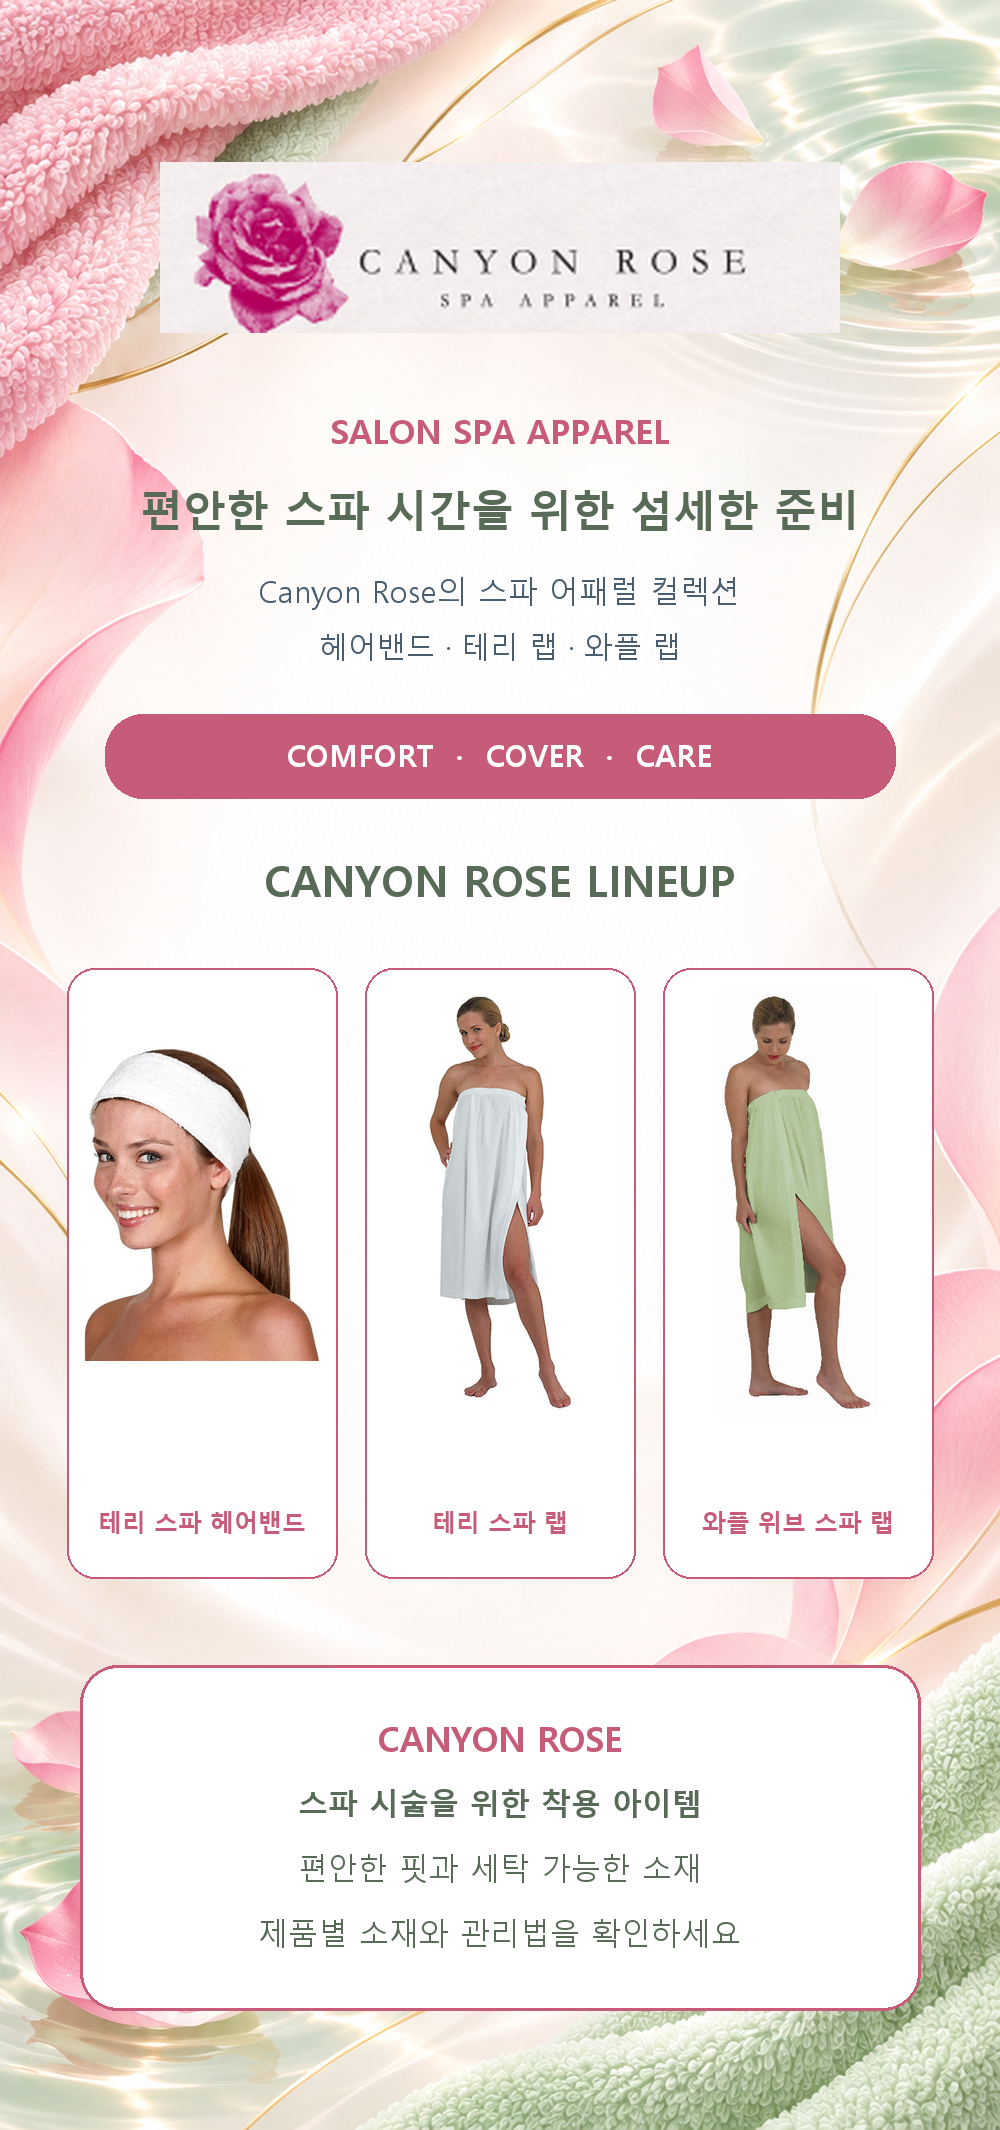 CANYON ROSE
SPA APPAREL
SALON SPA APPAREL
편안한 스파 시간을 위한 섬세한 준비
Canyon Rose의 스파 어패럴 컬렉션
헤어밴드 · 테리 랩 · 와플 랩
COMFORT · COVER · CARE
CANYON ROSE LINEUP
테리 스파 헤어밴드
테리 스파 랩
와플 위브 스파 랩
CANYON ROSE
스파 시술을 위한 착용 아이템
편안한 핏과 세탁 가능한 소재
제품별 소재와 관리법을 확인하세요